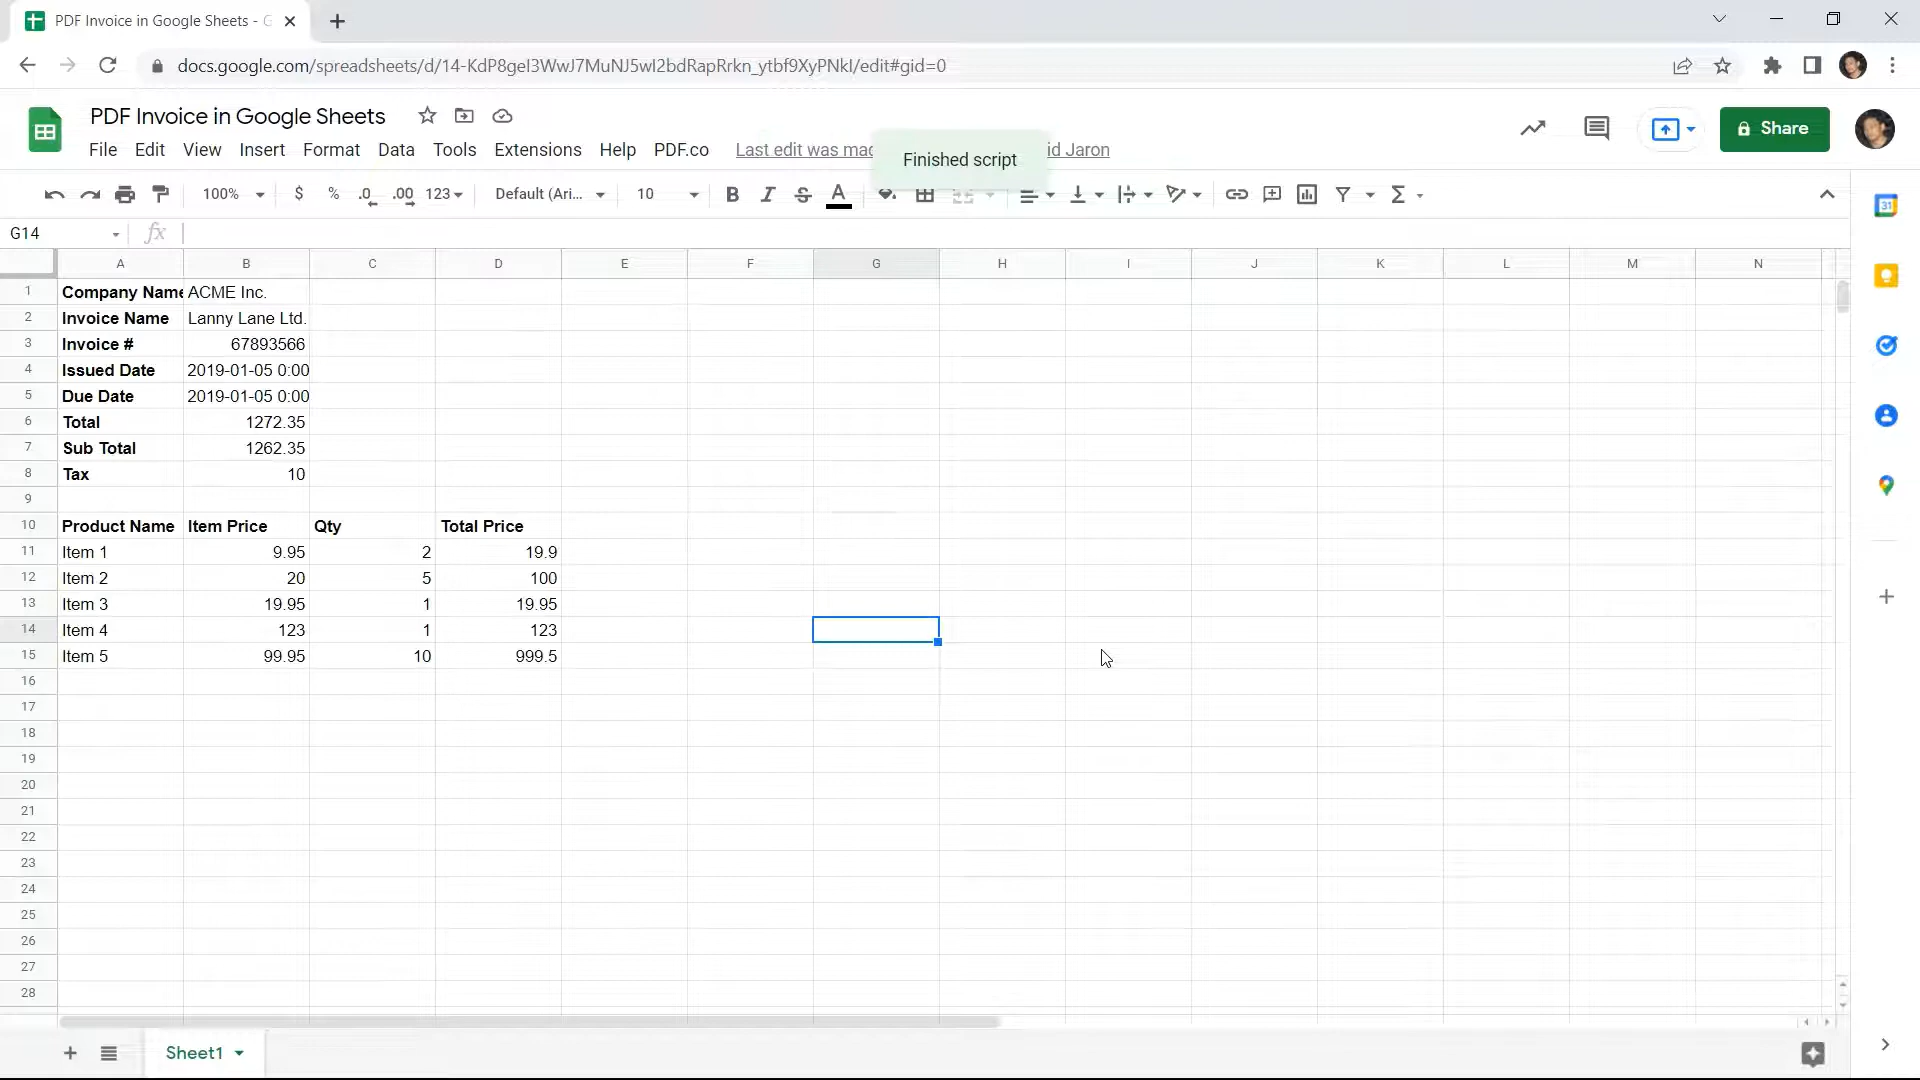 PDF Invoice in Google Sheets - G
docs.google.com/spreadsheets/d/14-KdP8geI3WwJ7MuNJ5wI2bdRapRrkn_ytbf9XyPNkI/edit#gid=0
PDF Invoice in Google Sheets
Share
File Edit View Insert Format Data Tools Extensions Help PDF.co Last edit was mad id Jaron
Finished script
100% $ % .0 .00 123 Default (Ari... 10 B I S A
G14 fx
A B C D E F G H I J K L M N
1 Company Name ACME Inc.
2 Invoice Name Lanny Lane Ltd.
3 Invoice # 67893566
4 Issued Date 2019-01-05 0:00
5 Due Date 2019-01-05 0:00
6 Total 1272.35
7 Sub Total 1262.35
8 Tax 10
9
10 Product Name Item Price Qty Total Price
11 Item 1 9.95 2 19.9
12 Item 2 20 5 100
13 Item 3 19.95 1 19.95
14 Item 4 123 1 123
15 Item 5 99.95 10 999.5
16
17
18
19
20
21
22
23
24
25
26
27
28
Sheet1
31